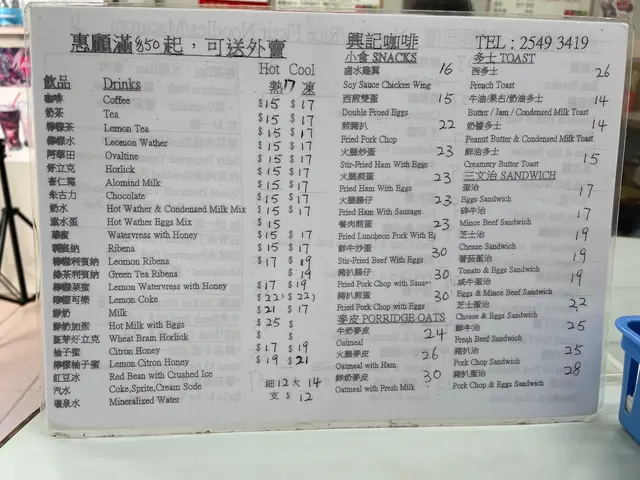 惠顧滿$50起，可送外賣
Hot Cool
飲品 Drinks 熱 17 凍
咖啡 Coffee $15 $17
奶茶 Tea $15 $17
檸檬茶 Lemon Tea $15 $17
檸檬水 Leomon Wather $15 $17
阿華田 Ovaltine $15 $17
好立克 Horlick $15 $17
杏仁霜 Alomind Milk $15 $17
朱古力 Chocolate $15 $17
奶水 Hot Wather & Condensed Milk Mix $15 $17
滾水蛋 Hot Wather Eggs Mix $15
菜蜜 Watervress with Honey $15 $17
利賓納 Ribena $15 $17
檸檬利賓納 Leomon Ribena $17 $19
綠茶利賓納 Green Tea Ribena $19
檸檬菜蜜 Lemon Watervress with Honey $17 $19
檸檬可樂 Lemon Coke $22 $22
鮮奶 Milk $21 $17
鮮奶加蛋 Hot Milk with Eggs $25 $
胚芽好立克 Wheat Bram Horlick $ $
柚子蜜 Citron Honey $17 $19
檸檬柚子蜜 Lemon Citron Honey $19 $21
紅豆冰 Red Bean with Crushed Ice
汽水 Coke,Sprite,Cream Sode 細12 大 14
礦泉水 Mineralized Water 支 $12
興記咖啡
小食 SNACKS
鹵水雞翼 16
Soy Sauce Chicken Wing
西煎雙蛋 15
Double Froed Eggs
煎豬扒 22
Fried Pork Chop
火腿炒蛋 23
Stir-Fried Ham With Eggs
火腿煎蛋 23
Fried Ham With Eggs
火腿腸仔 23
Fried Ham With Sausage
餐肉煎蛋 23
Fried Luncheon Pork With E
鮮牛炒蛋 30
Stir-Fried Beef With Eggs
豬扒腸仔 30
Fried Pork Chop with Saus
豬扒煎蛋 30
Fried Pork Chop with Eggs
麥皮 PORRIDGE OATS
牛奶麥皮 24
Oatmeal
火腿麥皮 26
Oatmeal with Ham
鮮奶麥皮 30
Oatmeal with Fresh Milk
TEL : 2549 3419
多士 TOAST
西多士 26
French Toast
牛油/果占/奶油多士 14
Butter / Jam / Condensed Milk Toast
奶醬多士 14
Peanut Butter & Condensed Milk Toast
鮮油多士 15
Creamery Butter Toast
三文治 SANDWICH
蛋治 17
Eggs Sandwich
碎牛治 17
Mince Beef Sandwich
芝士治 19
Cheese Sandwich
蕃茄蛋治 19
Tomato & Eggs Sandwich
咸牛蛋治 19
Eggs & Mince Beef Sandwich
芝士蛋治 22
Cheese & Eggs Sandwich
鮮牛治 25
Fresh Beef Sandwich
豬扒治 25
Pork Chop Sandwich
豬扒蛋治 28
Pork Chop & Eggs Sandwich